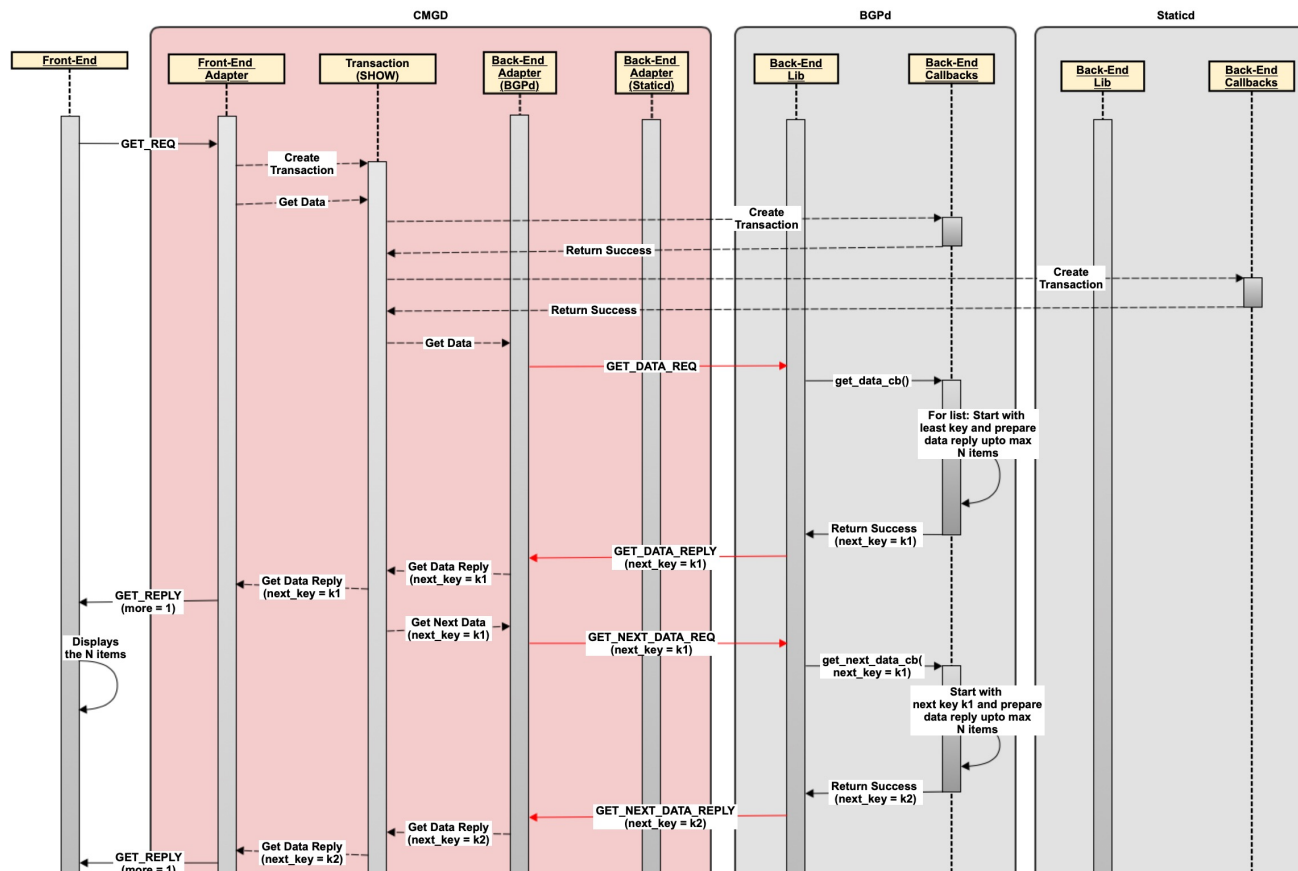 CMGD
BGPd
Staticd
Front-End
Front-End
Adapter
Transaction
(SHOW)
Back-End
Adapter
(BGPd)
Back-End
Adapter
(Staticd)
Back-End
Lib
Back-End
Callbacks
Back-End
Lib
Back-End
Callbacks
GET_REQ
Create
Transaction
Get Data
Create
Transaction
Return Success
Create
Transaction
Return Success
Get Data
GET_DATA_REQ
get_data_cb()
For list: Start with
least key and prepare
data reply upto max
N items
Return Success
(next_key = k1)
GET_DATA_REPLY
(next_key = k1)
Get Data Reply
(next_key = k1
Get Data Reply
(next_key = k1
GET_REPLY
(more = 1)
Get Next Data
(next_key = k1)
GET_NEXT_DATA_REQ
(next_key = k1)
Displays
the N items
get_next_data_cb(
next_key = k1)
Start with
next key k1 and prepare
data reply upto max
N items
Return Success
(next_key = k2)
GET_NEXT_DATA_REPLY
(next_key = k2)
Get Data Reply
(next_key = k2)
Get Data Reply
(next_key = k2)
GET_REPLY
(more = 1)